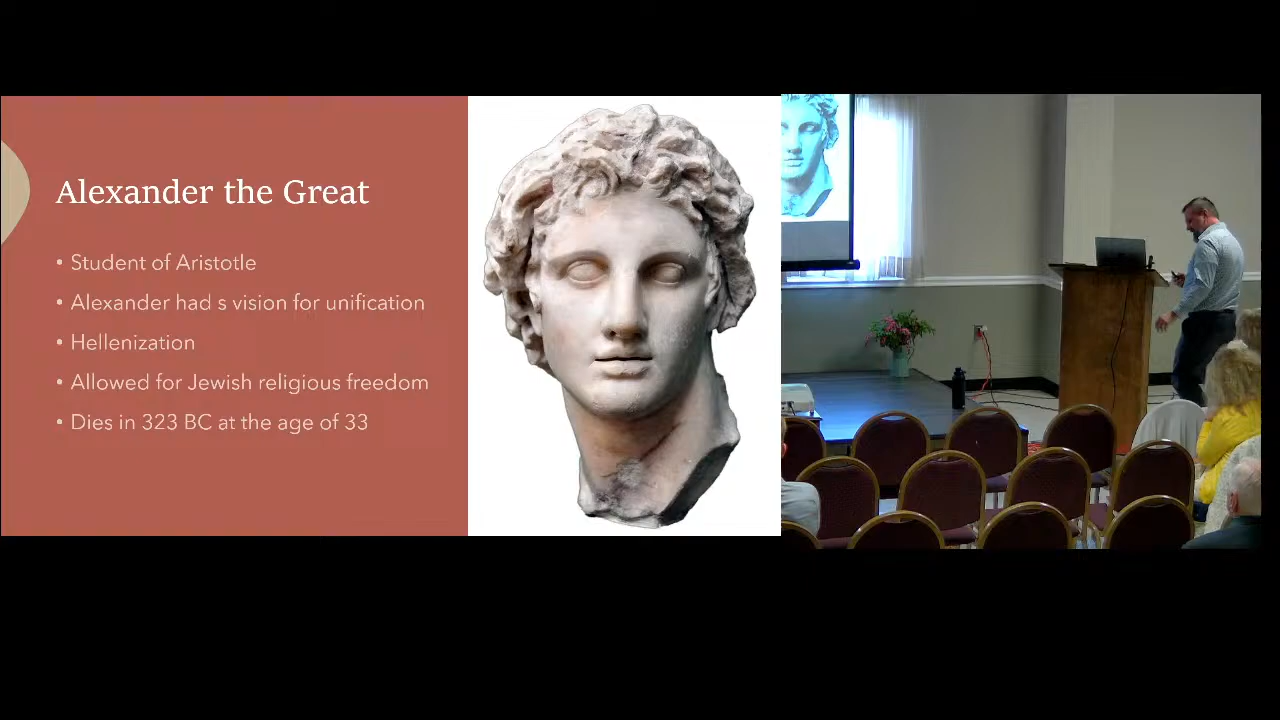 Alexander the Great
• Student of Aristotle
• Alexander had s vision for unification
• Hellenization
• Allowed for Jewish religious freedom
• Dies in 323 BC at the age of 33